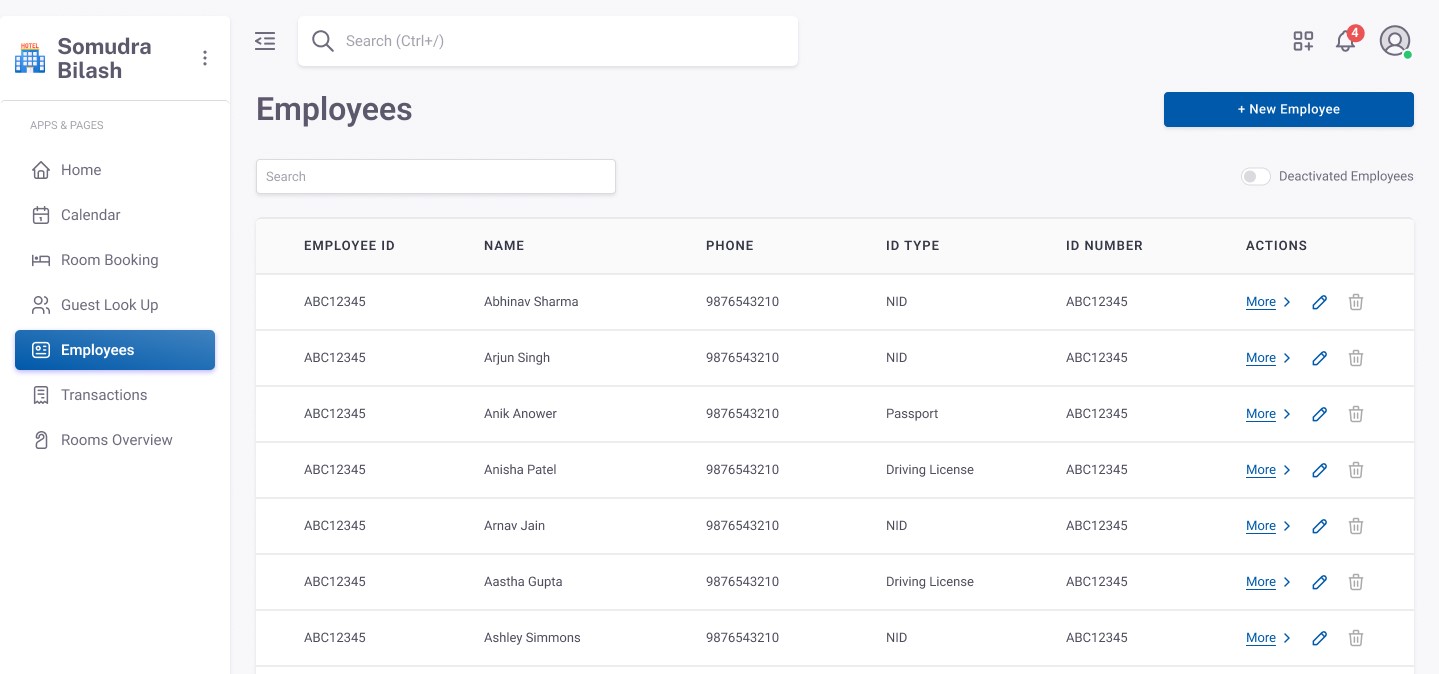 HOTEL
Somudra
Bilash
APPS & PAGES
Home
Calendar
Room Booking
Guest Look Up
Employees
Transactions
Rooms Overview
Search (Ctrl+/)
4
Employees
+ New Employee
Search
Deactivated Employees
EMPLOYEE ID NAME PHONE ID TYPE ID NUMBER ACTIONS
ABC12345 Abhinav Sharma 9876543210 NID ABC12345 More
ABC12345 Arjun Singh 9876543210 NID ABC12345 More
ABC12345 Anik Anower 9876543210 Passport ABC12345 More
ABC12345 Anisha Patel 9876543210 Driving License ABC12345 More
ABC12345 Arnav Jain 9876543210 NID ABC12345 More
ABC12345 Aastha Gupta 9876543210 Driving License ABC12345 More
ABC12345 Ashley Simmons 9876543210 NID ABC12345 More